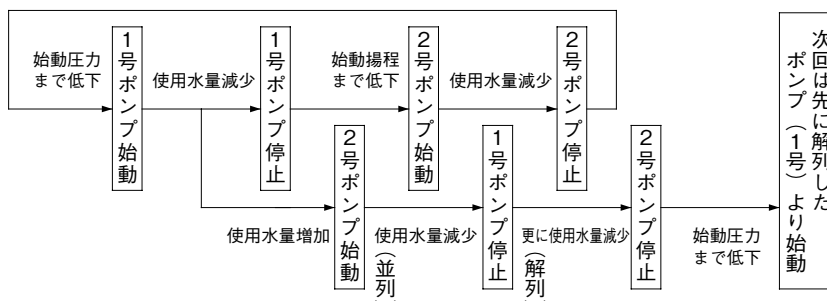 始動圧力
まで低下
1号ポンプ始動
使用水量減少
1号ポンプ停止
始動揚程
まで低下
2号ポンプ始動
使用水量減少
2号ポンプ停止
使用水量増加
2号ポンプ始動
(並列
使用水量減少
1号ポンプ停止
(解列
更に使用水量減少
2号ポンプ停止
始動圧力
まで低下
次回は先に解列した
ポンプ(1号)より始動